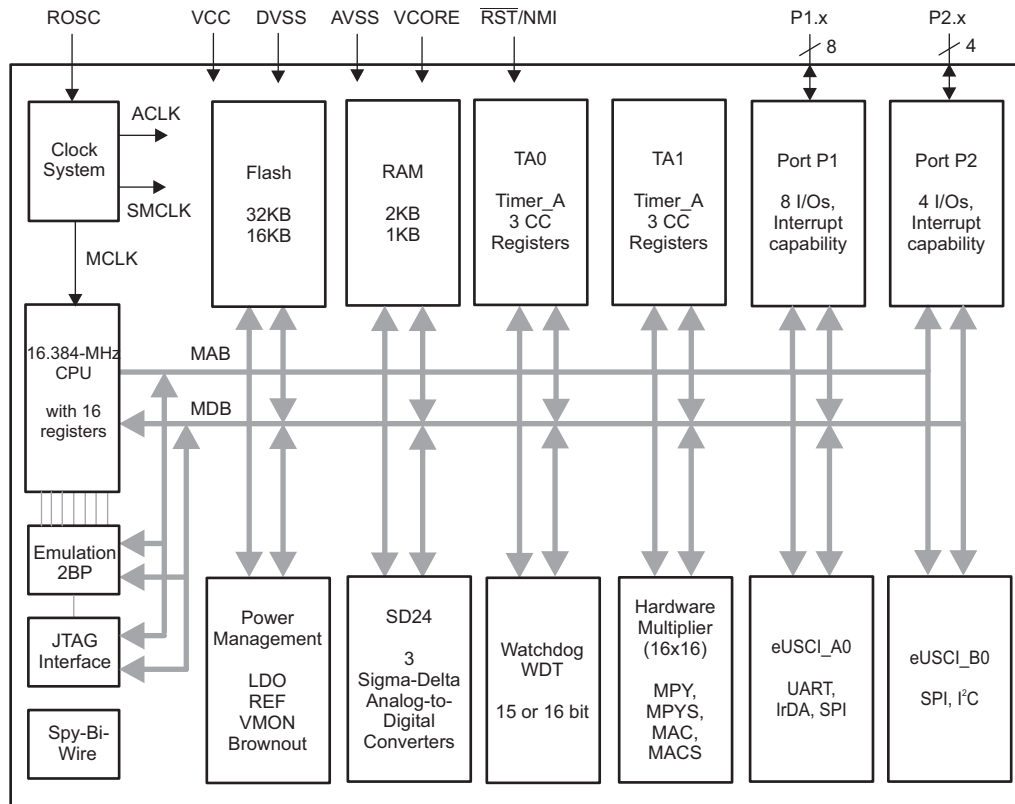 ROSC
VCC
DVSS
AVSS
VCORE
RST/NMI
P1.x
P2.x
8
4
Clock
System
ACLK
SMCLK
MCLK
Flash
32KB
16KB
RAM
2KB
1KB
TA0
Timer_A
3 CC
Registers
TA1
Timer_A
3 CC
Registers
Port P1
8 I/Os,
Interrupt
capability
Port P2
4 I/Os,
Interrupt
capability
16.384-MHz
CPU
with 16
registers
MAB
MDB
Emulation
2BP
JTAG
Interface
Spy-Bi-
Wire
Power
Management
LDO
REF
VMON
Brownout
SD24
3
Sigma-Delta
Analog-to-
Digital
Converters
Watchdog
WDT
15 or 16 bit
Hardware
Multiplier
(16x16)
MPY,
MPYS,
MAC,
MACS
eUSCI_A0
UART,
IrDA, SPI
eUSCI_B0
SPI, I²C